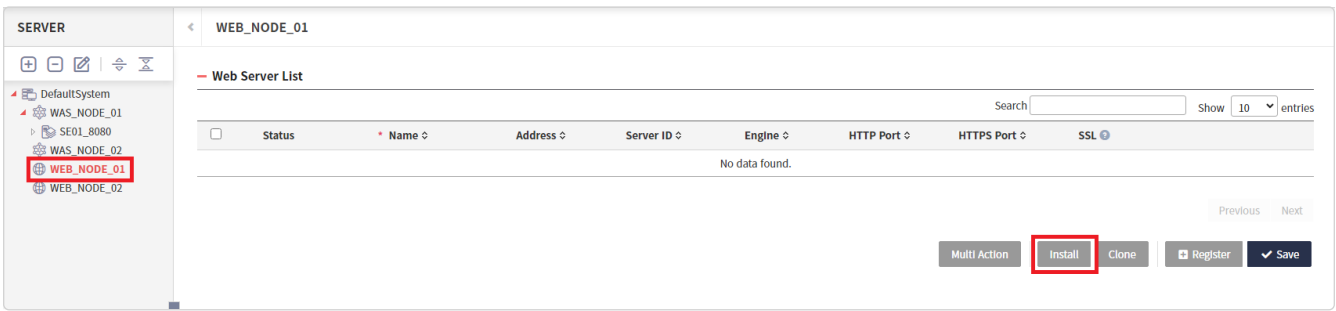 SERVER
WEB_NODE_01
DefaultSystem
WAS_NODE_01
SE01_8080
WAS_NODE_02
WEB_NODE_01
WEB_NODE_02
Web Server List
Search Show 10 entries
Status * Name Address Server ID Engine HTTP Port HTTPS Port SSL ?
No data found.
Previous Next
Multi Action Install Clone Register Save